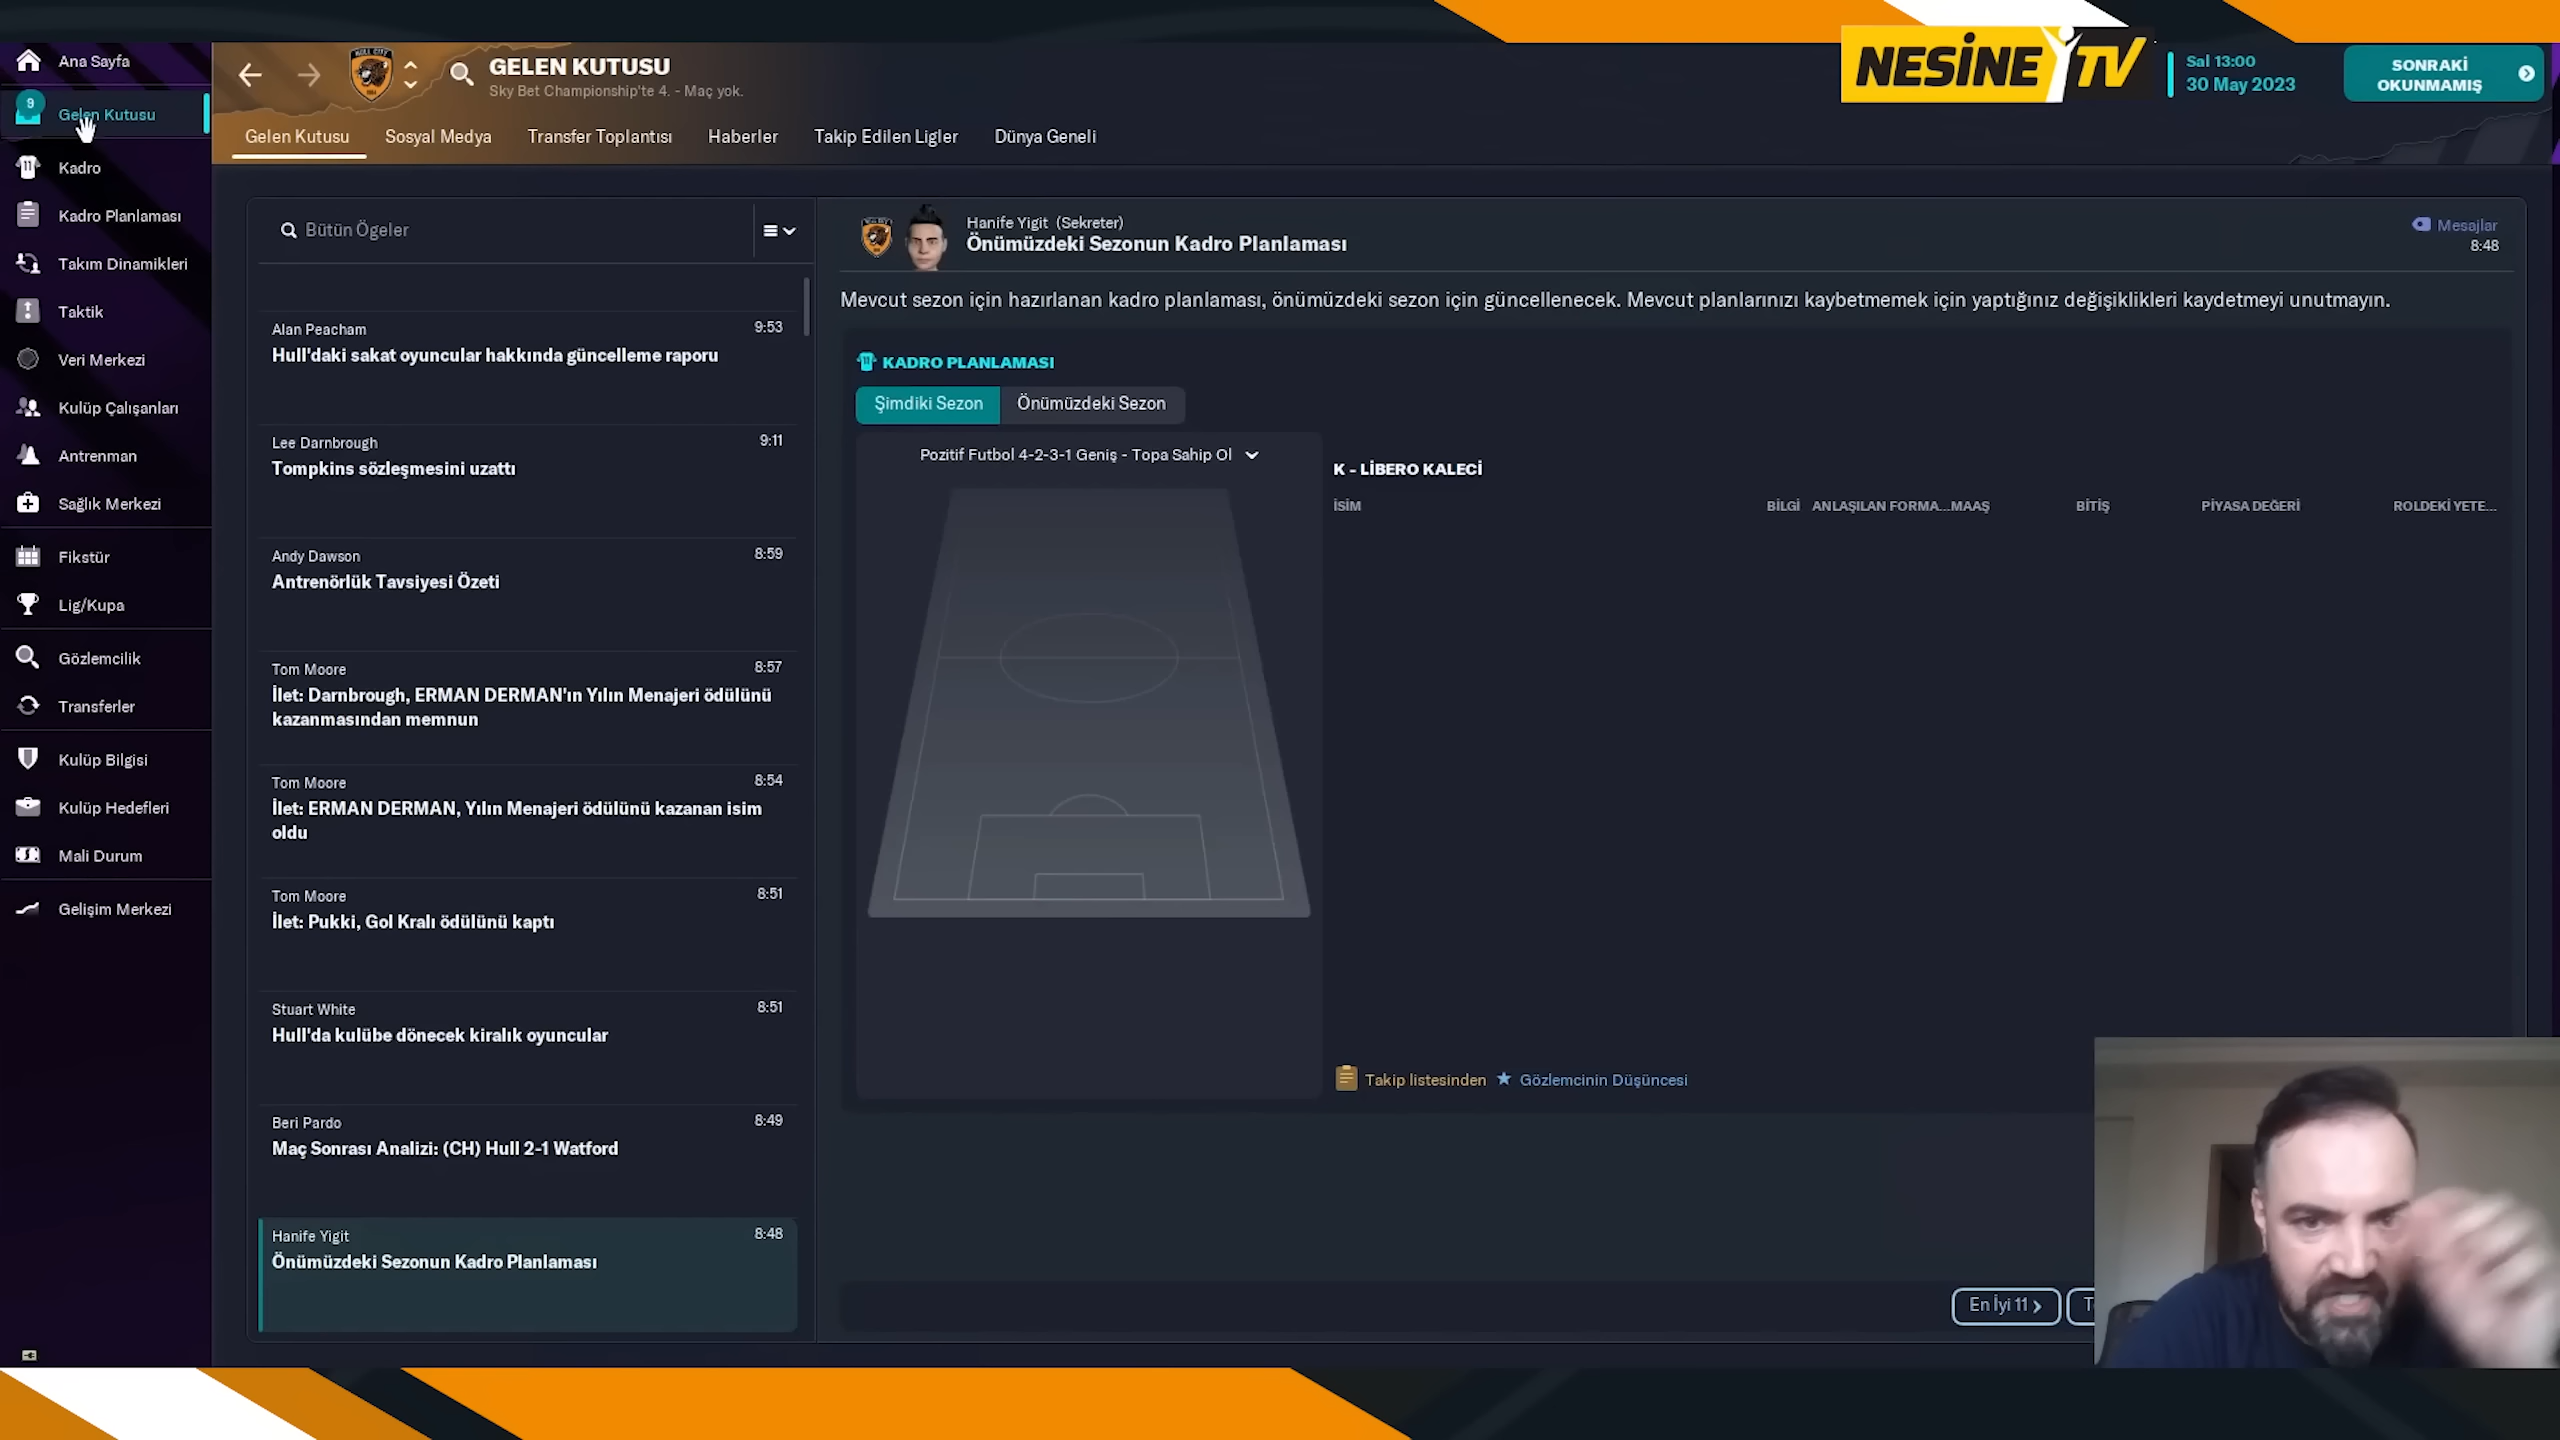 Ana Sayfa
9
Gelen Kutusu
Kadro
Kadro Planlaması
Takım Dinamikleri
Taktik
Veri Merkezi
Kulüp Çalışanları
Antrenman
Sağlık Merkezi
Fikstür
Lig/Kupa
Gözlemcilik
Transferler
Kulüp Bilgisi
Kulüp Hedefleri
Mali Durum
Gelişim Merkezi
GELEN KUTUSU
Sky Bet Championship'te 4. - Maç yok.
NESİNE TV
Sal 13:00
30 May 2023
SONRAKİ
OKUNMAMIŞ
Gelen Kutusu Sosyal Medya Transfer Toplantısı Haberler Takip Edilen Ligler Dünya Geneli
Bütün Ögeler
Alan Peacham 9:53
Hull'daki sakat oyuncular hakkında güncelleme raporu
Lee Darnbrough 9:11
Tompkins sözleşmesini uzattı
Andy Dawson 8:59
Antrenörlük Tavsiyesi Özeti
Tom Moore 8:57
İlet: Darnbrough, ERMAN DERMAN'ın Yılın Menajeri ödülünü
kazanmasından memnun
Tom Moore 8:54
İlet: ERMAN DERMAN, Yılın Menajeri ödülünü kazanan isim
oldu
Tom Moore 8:51
İlet: Pukki, Gol Kralı ödülünü kaptı
Stuart White 8:51
Hull'da kulübe dönecek kiralık oyuncular
Beri Pardo 8:49
Maç Sonrası Analizi: (CH) Hull 2-1 Watford
Hanife Yigit 8:48
Önümüzdeki Sezonun Kadro Planlaması
Hanife Yigit (Sekreter)
Önümüzdeki Sezonun Kadro Planlaması
Mesajlar
8:48
Mevcut sezon için hazırlanan kadro planlaması, önümüzdeki sezon için güncellenecek. Mevcut planlarınızı kaybetmemek için yaptığınız değişiklikleri kaydetmeyi unutmayın.
KADRO PLANLAMASI
Şimdiki Sezon Önümüzdeki Sezon
Pozitif Futbol 4-2-3-1 Geniş - Topa Sahip Ol
K - LİBERO KALECİ
İSİM BİLGİ ANLAŞILAN FORMA... MAAŞ BİTİŞ PİYASA DEĞERİ ROLDEKİ YETE...
Takip listesinden Gözlemcinin Düşüncesi
En İyi 11